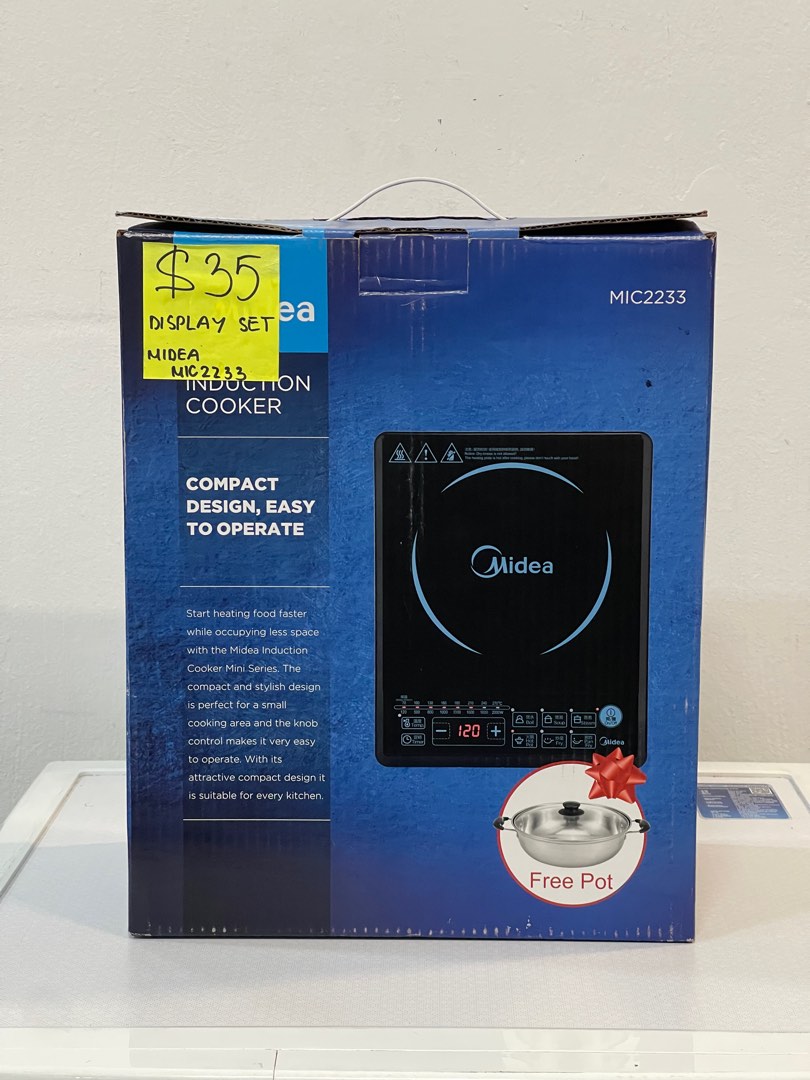 $35
DISPLAY SET
MIDEA
MIC2233
ea
MIC2233
INDUCTION
COOKER
COMPACT
DESIGN, EASY
TO OPERATE
Start heating food faster
while occupying less space
with the Midea Induction
Cooker Mini Series. The
compact and stylish design
is perfect for a small
cooking area and the knob
control makes it very easy
to operate. With its
attractive compact design it
is suitable for every kitchen.
Midea
120
Midea
Free Pot